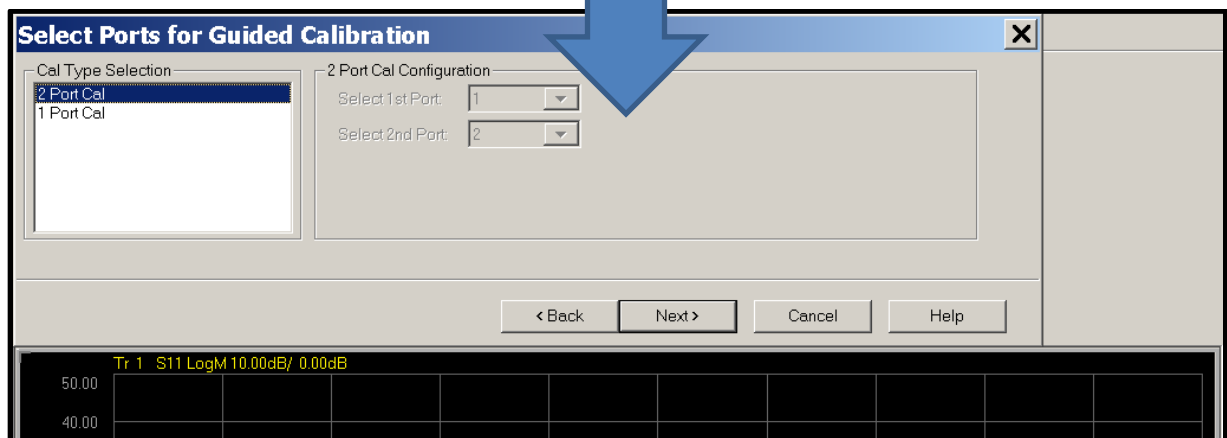 Select Ports for Guided Calibration
Cal Type Selection
2 Port Cal
1 Port Cal
2 Port Cal Configuration
Select 1st Port: 1
Select 2nd Port: 2
< Back Next > Cancel Help
Tr 1 S11 LogM 10.00dB/ 0.00dB
50.00
40.00